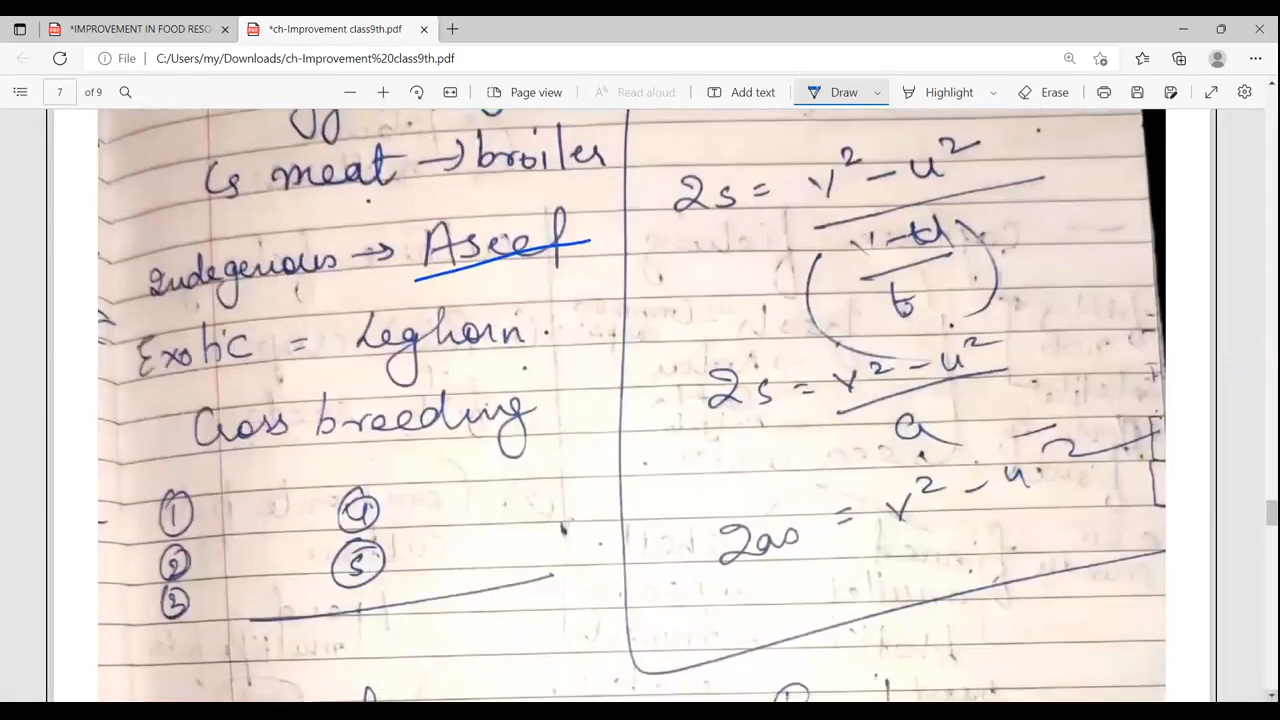 *IMPROVEMENT IN FOOD RESO
*ch-Improvement class9th.pdf
File
C:/Users/my/Downloads/ch-Improvement%20class9th.pdf
7 of 9
Page view
Read aloud
Add text
Draw
Highlight
Erase
↳ meat → broiler
Indegenious → Aseel
Exotic = Leghorn.
Cross breeding
① ④
② ⑤
③
2s = v² - u²
(v - u / t)
2s = v² - u²
a
2as = v² - u²